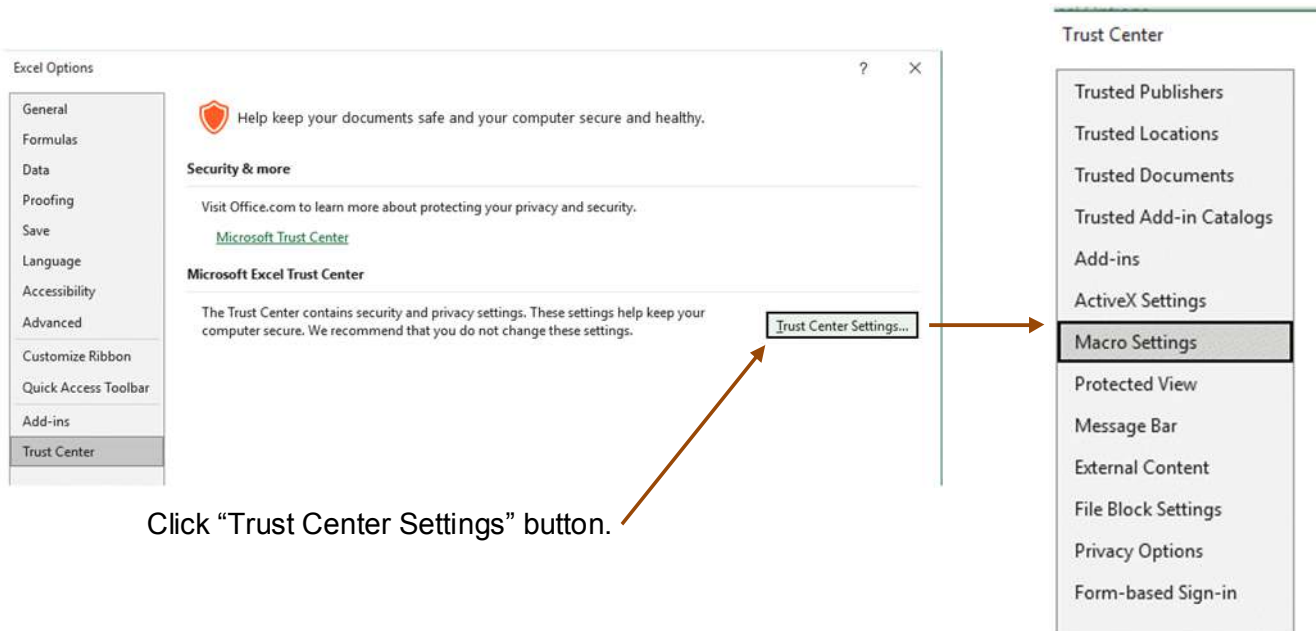 Excel Options
?
×
General
Formulas
Data
Proofing
Save
Language
Accessibility
Advanced
Customize Ribbon
Quick Access Toolbar
Add-ins
Trust Center
Help keep your documents safe and your computer secure and healthy.
Security & more
Visit Office.com to learn more about protecting your privacy and security.
Microsoft Trust Center
Microsoft Excel Trust Center
The Trust Center contains security and privacy settings. These settings help keep your
computer secure. We recommend that you do not change these settings.
Trust Center Settings...
Click “Trust Center Settings” button.
Trust Center
Trusted Publishers
Trusted Locations
Trusted Documents
Trusted Add-in Catalogs
Add-ins
ActiveX Settings
Macro Settings
Protected View
Message Bar
External Content
File Block Settings
Privacy Options
Form-based Sign-in